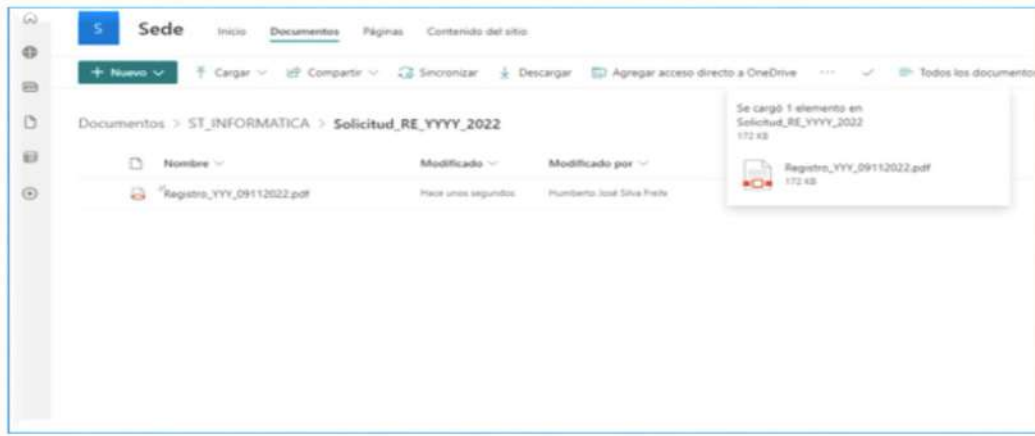 S Sede Inicio Documentos Páginas Contenido del sitio
+ Nuevo Cargar Compartir Sincronizar Descargar Agregar acceso directo a OneDrive ... Todos los documento
Se cargó 1 elemento en
Solicitud_RE_YYYY_2022
172 KB
Documentos > ST_INFORMATICA > Solicitud_RE_YYYY_2022
Nombre Modificado Modificado por
Registro_YYY_09112022.pdf
172 KB
Registro_YYY_09112022.pdf Hace unos segundos Humberto José Silva